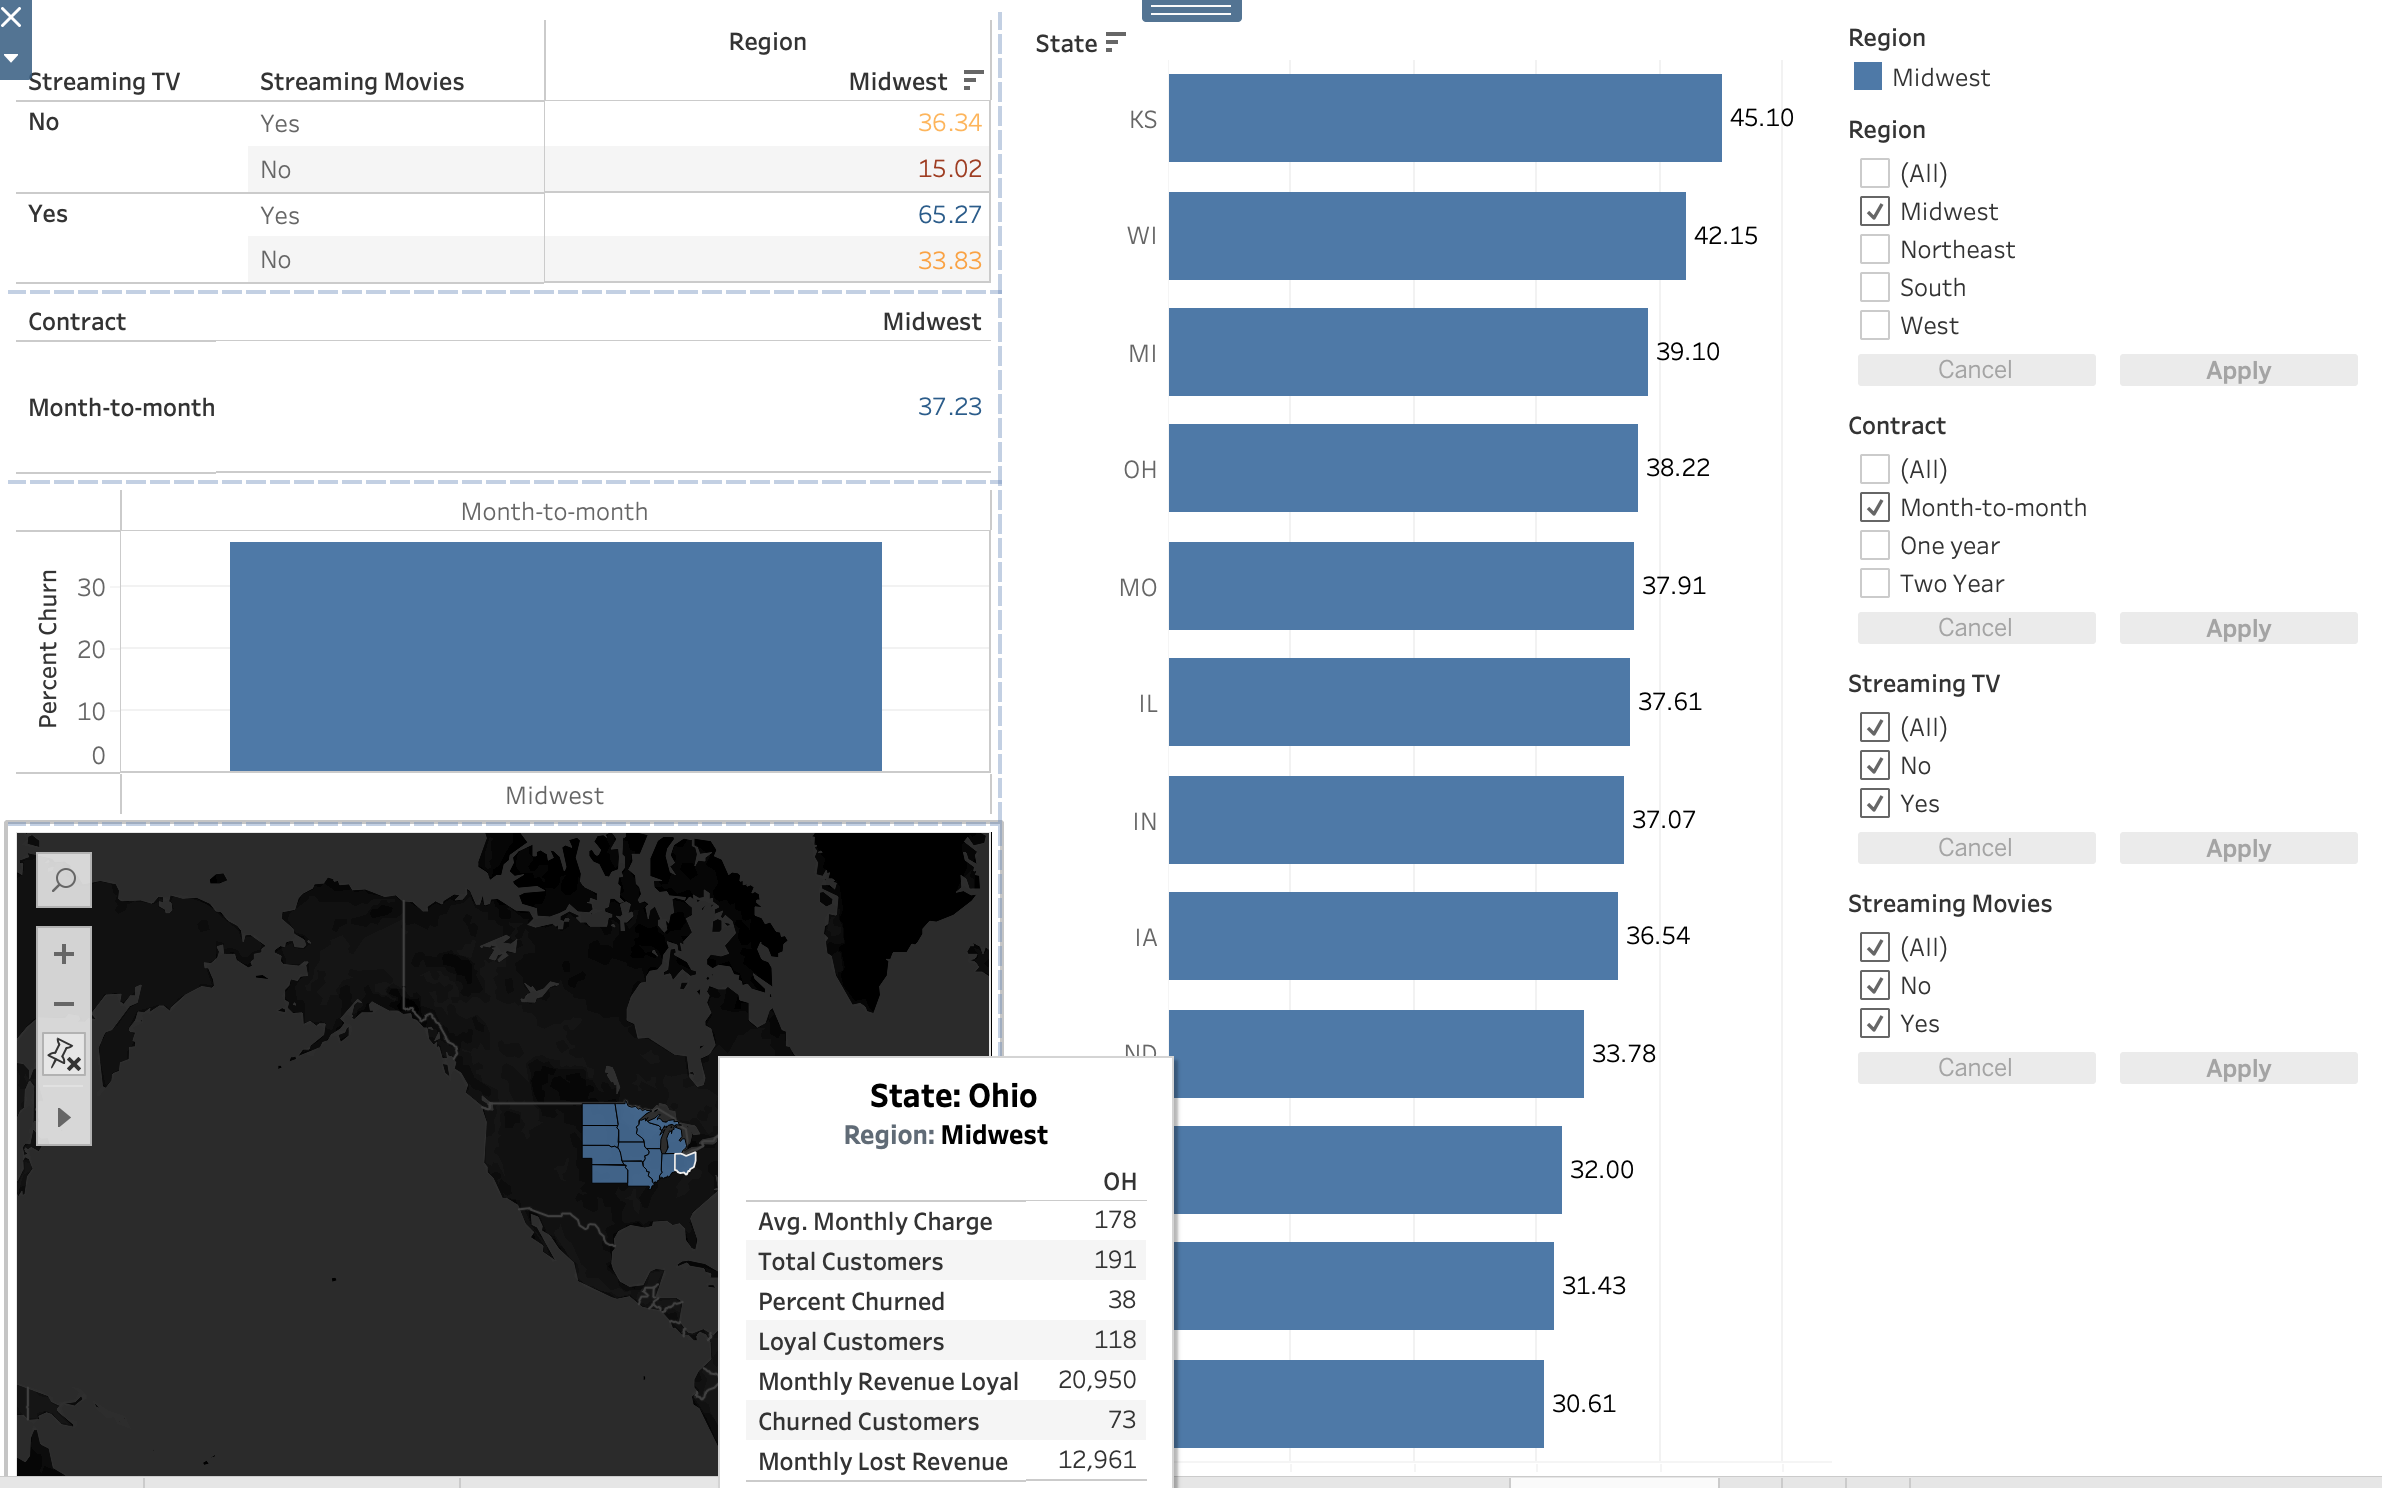 Region
Streaming TV Streaming Movies Midwest
No Yes 36.34
No 15.02
Yes Yes 65.27
No 33.83
Contract Midwest
Month-to-month 37.23
Month-to-month
Percent Churn
30
20
10
0
Midwest
State: Ohio
Region: Midwest
OH
Avg. Monthly Charge 178
Total Customers 191
Percent Churned 38
Loyal Customers 118
Monthly Revenue Loyal 20,950
Churned Customers 73
Monthly Lost Revenue 12,961
State
KS 45.10
WI 42.15
MI 39.10
OH 38.22
MO 37.91
IL 37.61
IN 37.07
IA 36.54
ND 33.78
32.00
31.43
30.61
Region
Midwest
Region
(All)
Midwest
Northeast
South
West
Cancel Apply
Contract
(All)
Month-to-month
One year
Two Year
Cancel Apply
Streaming TV
(All)
No
Yes
Cancel Apply
Streaming Movies
(All)
No
Yes
Cancel Apply